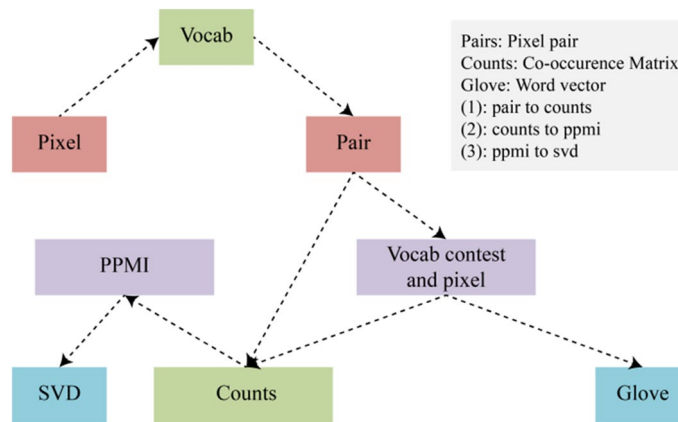 Vocab
Pixel
Pair
Pairs: Pixel pair
Counts: Co-occurence Matrix
Glove: Word vector
(1): pair to counts
(2): counts to ppmi
(3): ppmi to svd
PPMI
Vocab contest
and pixel
SVD
Counts
Glove